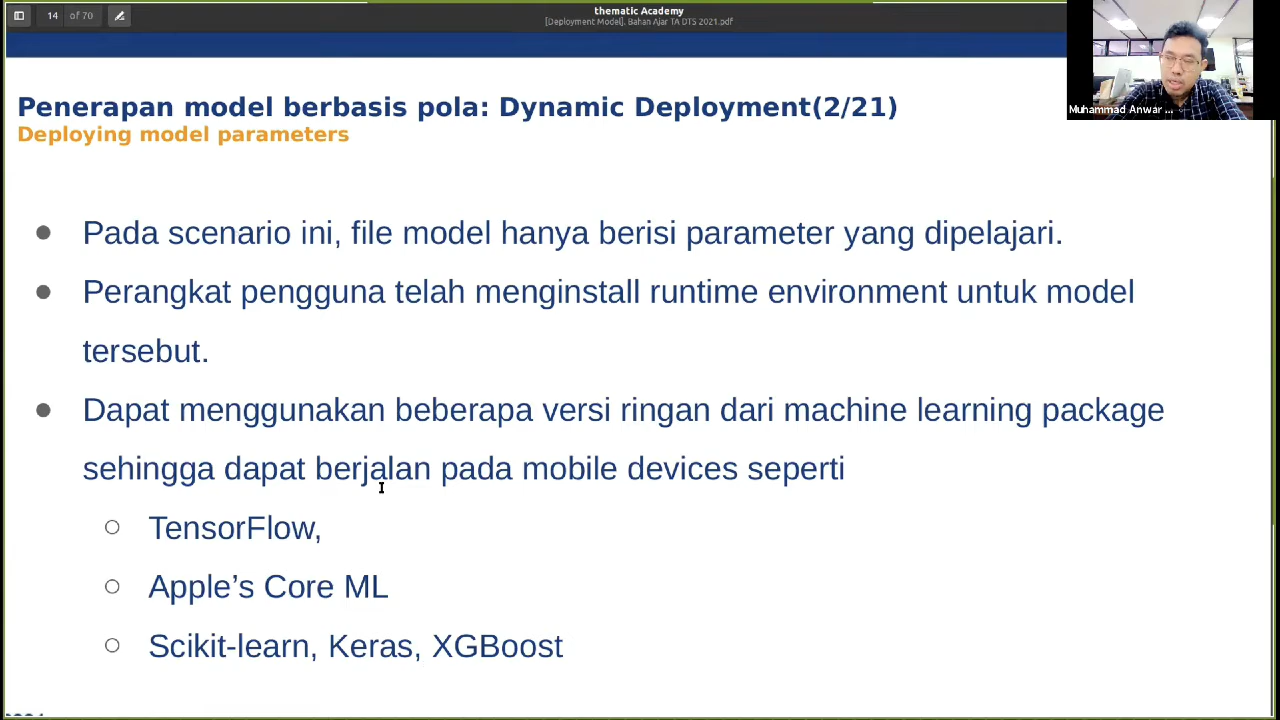 thematic Academy
14 of 70
[Deployment Model]. Bahan Ajar TA DTS 2021.pdf
Muhammad Anwar ...
Penerapan model berbasis pola: Dynamic Deployment(2/21)
Deploying model parameters
Pada scenario ini, file model hanya berisi parameter yang dipelajari.
Perangkat pengguna telah menginstall runtime environment untuk model
tersebut.
Dapat menggunakan beberapa versi ringan dari machine learning package
sehingga dapat berjalan pada mobile devices seperti
TensorFlow,
Apple’s Core ML
Scikit-learn, Keras, XGBoost